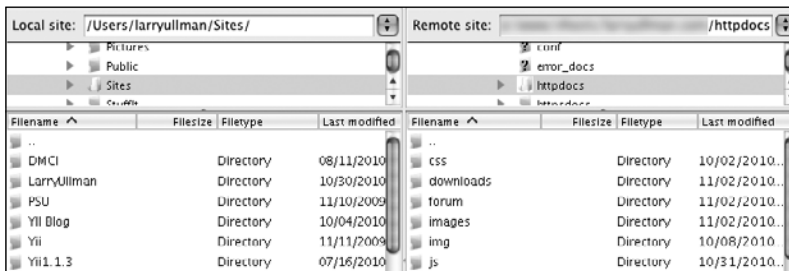 Local site: /Users/larryullman/Sites/
Pictures
Public
Sites
StuffIt
Filename Filesize Filetype Last modified
..
DMCI Directory 08/11/2010
LarryUllman Directory 10/30/2010
PSU Directory 11/10/2009
YII Blog Directory 10/04/2010
Yii Directory 11/11/2009
Yii1.1.3 Directory 07/16/2010
Remote site: /httpdocs
conf
error_docs
httpdocs
Filename Filesize Filetype Last modified
..
css Directory 10/02/2010...
downloads Directory 11/02/2010...
forum Directory 11/02/2010...
images Directory 11/02/2010...
img Directory 10/08/2010...
js Directory 10/31/2010...